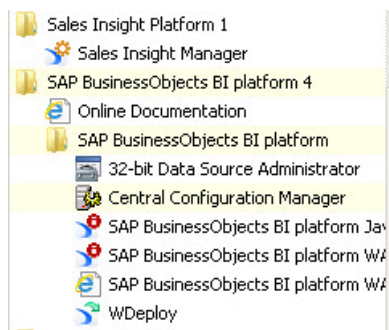 Sales Insight Platform 1
Sales Insight Manager
SAP BusinessObjects BI platform 4
Online Documentation
SAP BusinessObjects BI platform
32-bit Data Source Administrator
Central Configuration Manager
SAP BusinessObjects BI platform Jav
SAP BusinessObjects BI platform WA
SAP BusinessObjects BI platform WA
WDeploy